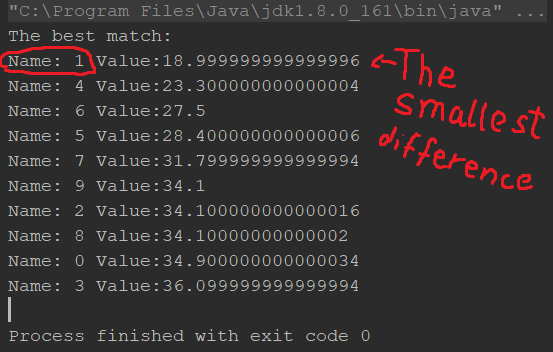 "C:\Program Files\Java\jdk1.8.0_161\bin\java" ...
The best match:
Name: 1 Value:18.999999999999996
Name: 4 Value:23.300000000000004
Name: 6 Value:27.5
Name: 5 Value:28.400000000000006
Name: 7 Value:31.799999999999994
Name: 9 Value:34.1
Name: 2 Value:34.100000000000016
Name: 8 Value:34.10000000000002
Name: 0 Value:34.900000000000034
Name: 3 Value:36.099999999999994
Process finished with exit code 0
The
smallest
difference